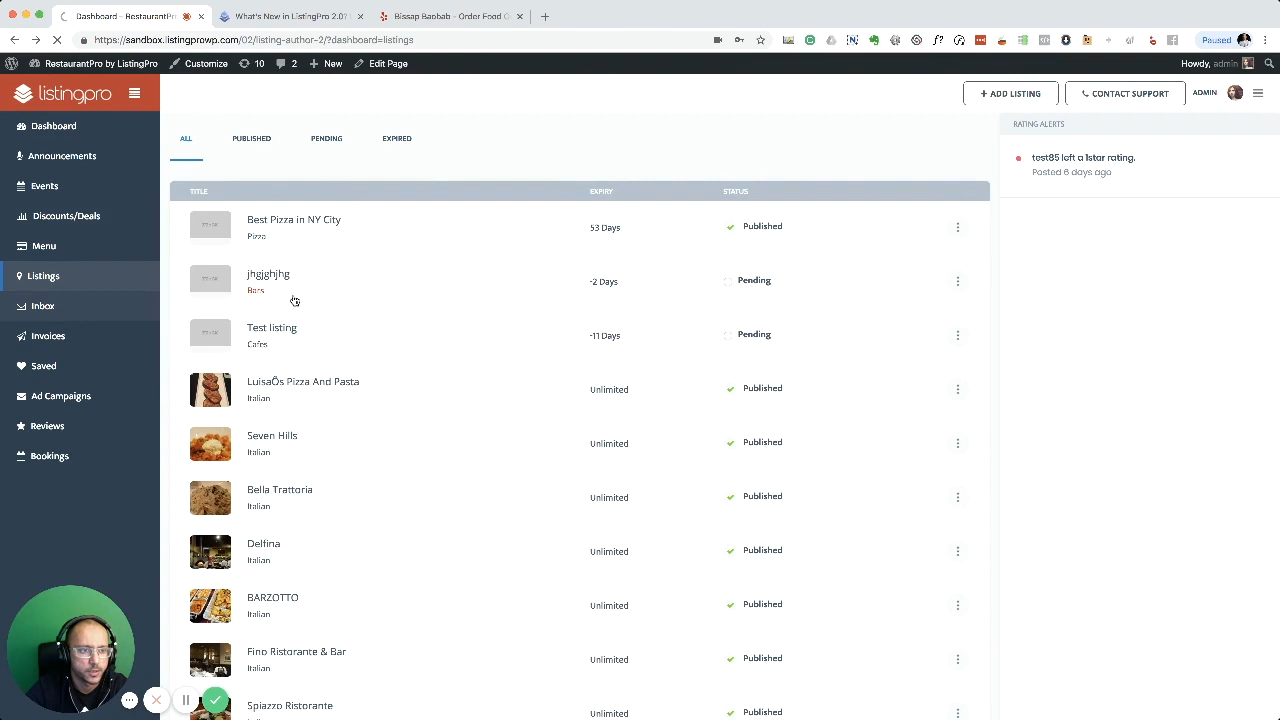 Dashboard - RestaurantPro
What's New in ListingPro 2.0?
Bissap Baobab - Order Food O
https://sandbox.listingprowp.com/02/listing-author-2/?dashboard=listings
Paused
RestaurantPro by ListingPro
Customize
10
2
New
Edit Page
Howdy, admin
listingpro
+ ADD LISTING
CONTACT SUPPORT
ADMIN
Dashboard
Announcements
Events
Discounts/Deals
Menu
Listings
Inbox
Invoices
Saved
Ad Campaigns
Reviews
Bookings
ALL
PUBLISHED
PENDING
EXPIRED
TITLE
EXPIRY
STATUS
Best Pizza in NY City
Pizza
53 Days
Published
jhgjghjhg
Bars
-2 Days
Pending
Test listing
Cafes
-11 Days
Pending
LuisaÕs Pizza And Pasta
Italian
Unlimited
Published
Seven Hills
Italian
Unlimited
Published
Bella Trattoria
Italian
Unlimited
Published
Delfina
Italian
Unlimited
Published
BARZOTTO
Italian
Unlimited
Published
Fino Ristorante & Bar
Italian
Unlimited
Published
Spiazzo Ristorante
Unlimited
Published
RATING ALERTS
test85 left a 1star rating.
Posted 6 days ago